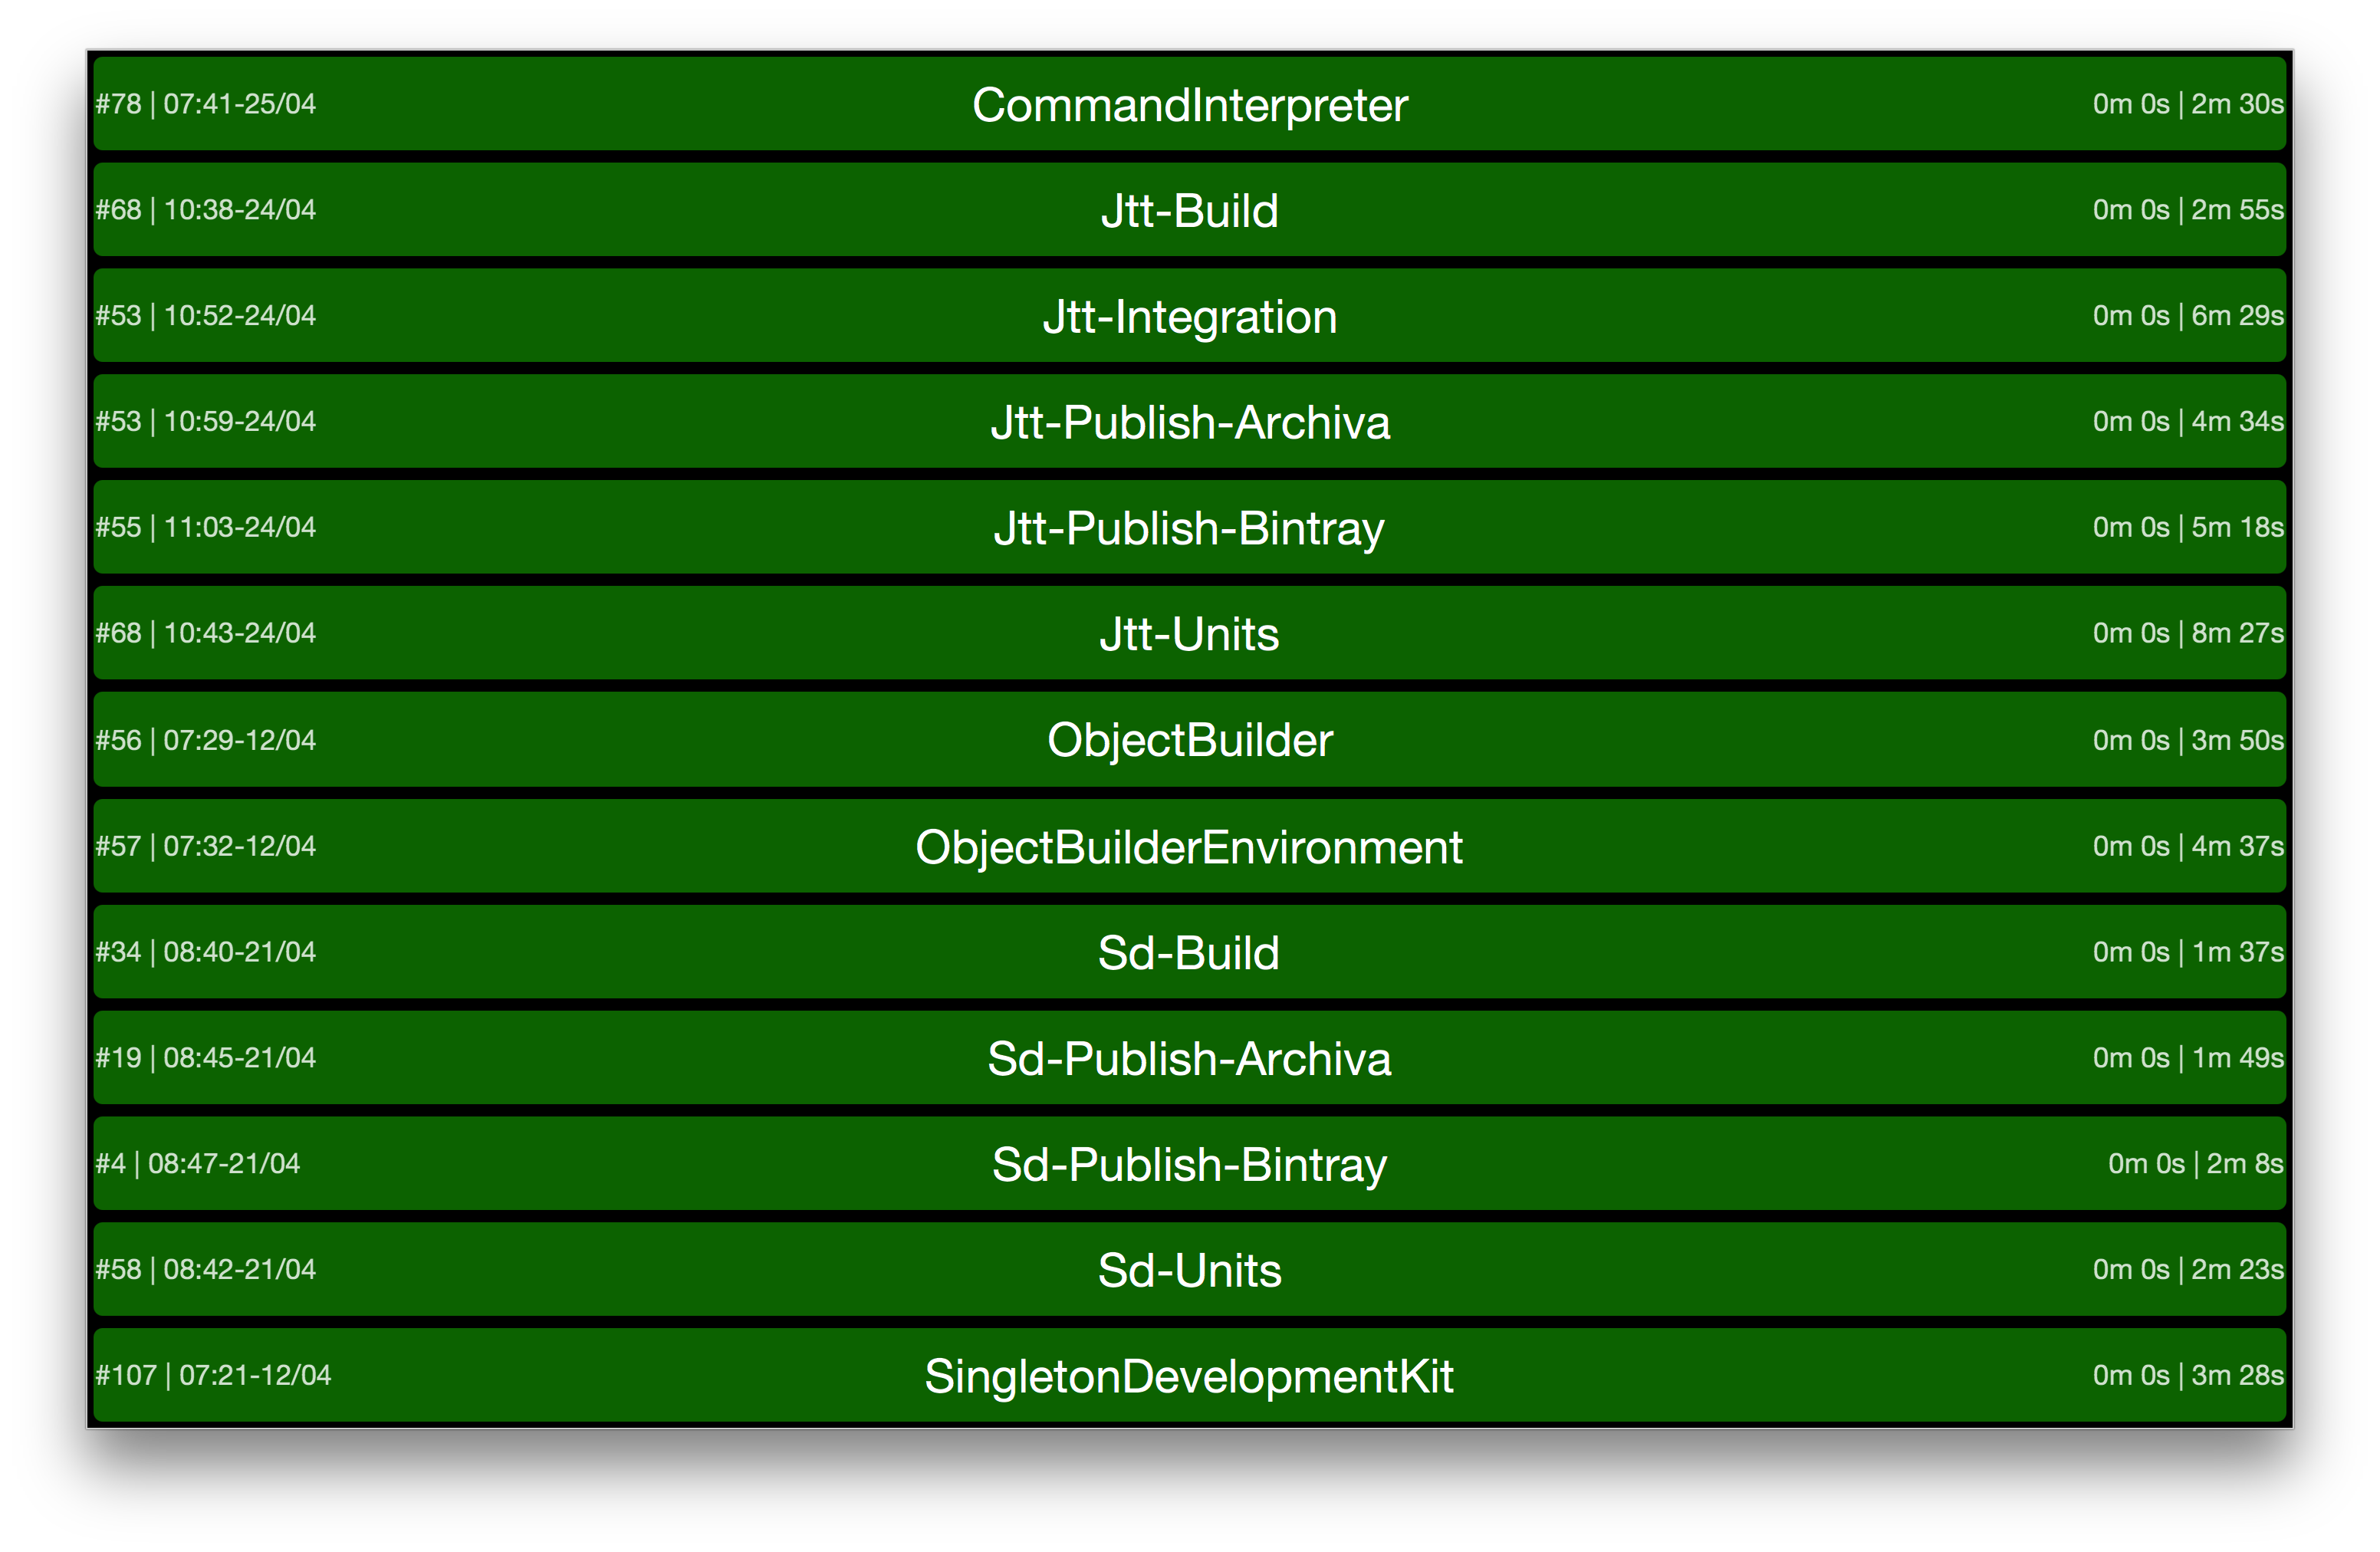 #78 | 07:41-25/04 CommandInterpreter 0m 0s | 2m 30s
#68 | 10:38-24/04 Jtt-Build 0m 0s | 2m 55s
#53 | 10:52-24/04 Jtt-Integration 0m 0s | 6m 29s
#53 | 10:59-24/04 Jtt-Publish-Archiva 0m 0s | 4m 34s
#55 | 11:03-24/04 Jtt-Publish-Bintray 0m 0s | 5m 18s
#68 | 10:43-24/04 Jtt-Units 0m 0s | 8m 27s
#56 | 07:29-12/04 ObjectBuilder 0m 0s | 3m 50s
#57 | 07:32-12/04 ObjectBuilderEnvironment 0m 0s | 4m 37s
#34 | 08:40-21/04 Sd-Build 0m 0s | 1m 37s
#19 | 08:45-21/04 Sd-Publish-Archiva 0m 0s | 1m 49s
#4 | 08:47-21/04 Sd-Publish-Bintray 0m 0s | 2m 8s
#58 | 08:42-21/04 Sd-Units 0m 0s | 2m 23s
#107 | 07:21-12/04 SingletonDevelopmentKit 0m 0s | 3m 28s